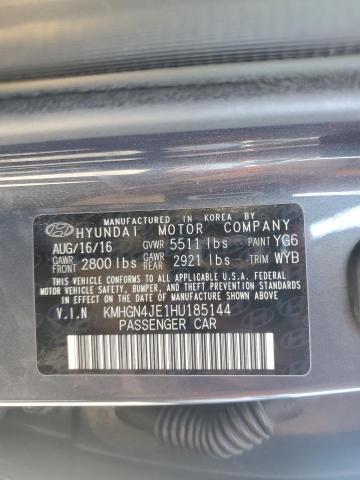 MANUFACTURED IN KOREA BY
HYUNDAI MOTOR COMPANY
AUG/16/16 GVWR 5511 lbs PAINT YG6
GAWR FRONT 2800 lbs GAWR REAR 2921 lbs TRIM WYB
THIS VEHICLE CONFORMS TO ALL APPLICABLE U.S. FEDERAL
MOTOR VEHICLE SAFETY, BUMPER, AND THEFT PREVENTION STANDARDS
IN EFFECT ON THE DATE OF MANUFACTURE SHOWN ABOVE.
V.I.N KMHGN4JE1HU185144
PASSENGER CAR